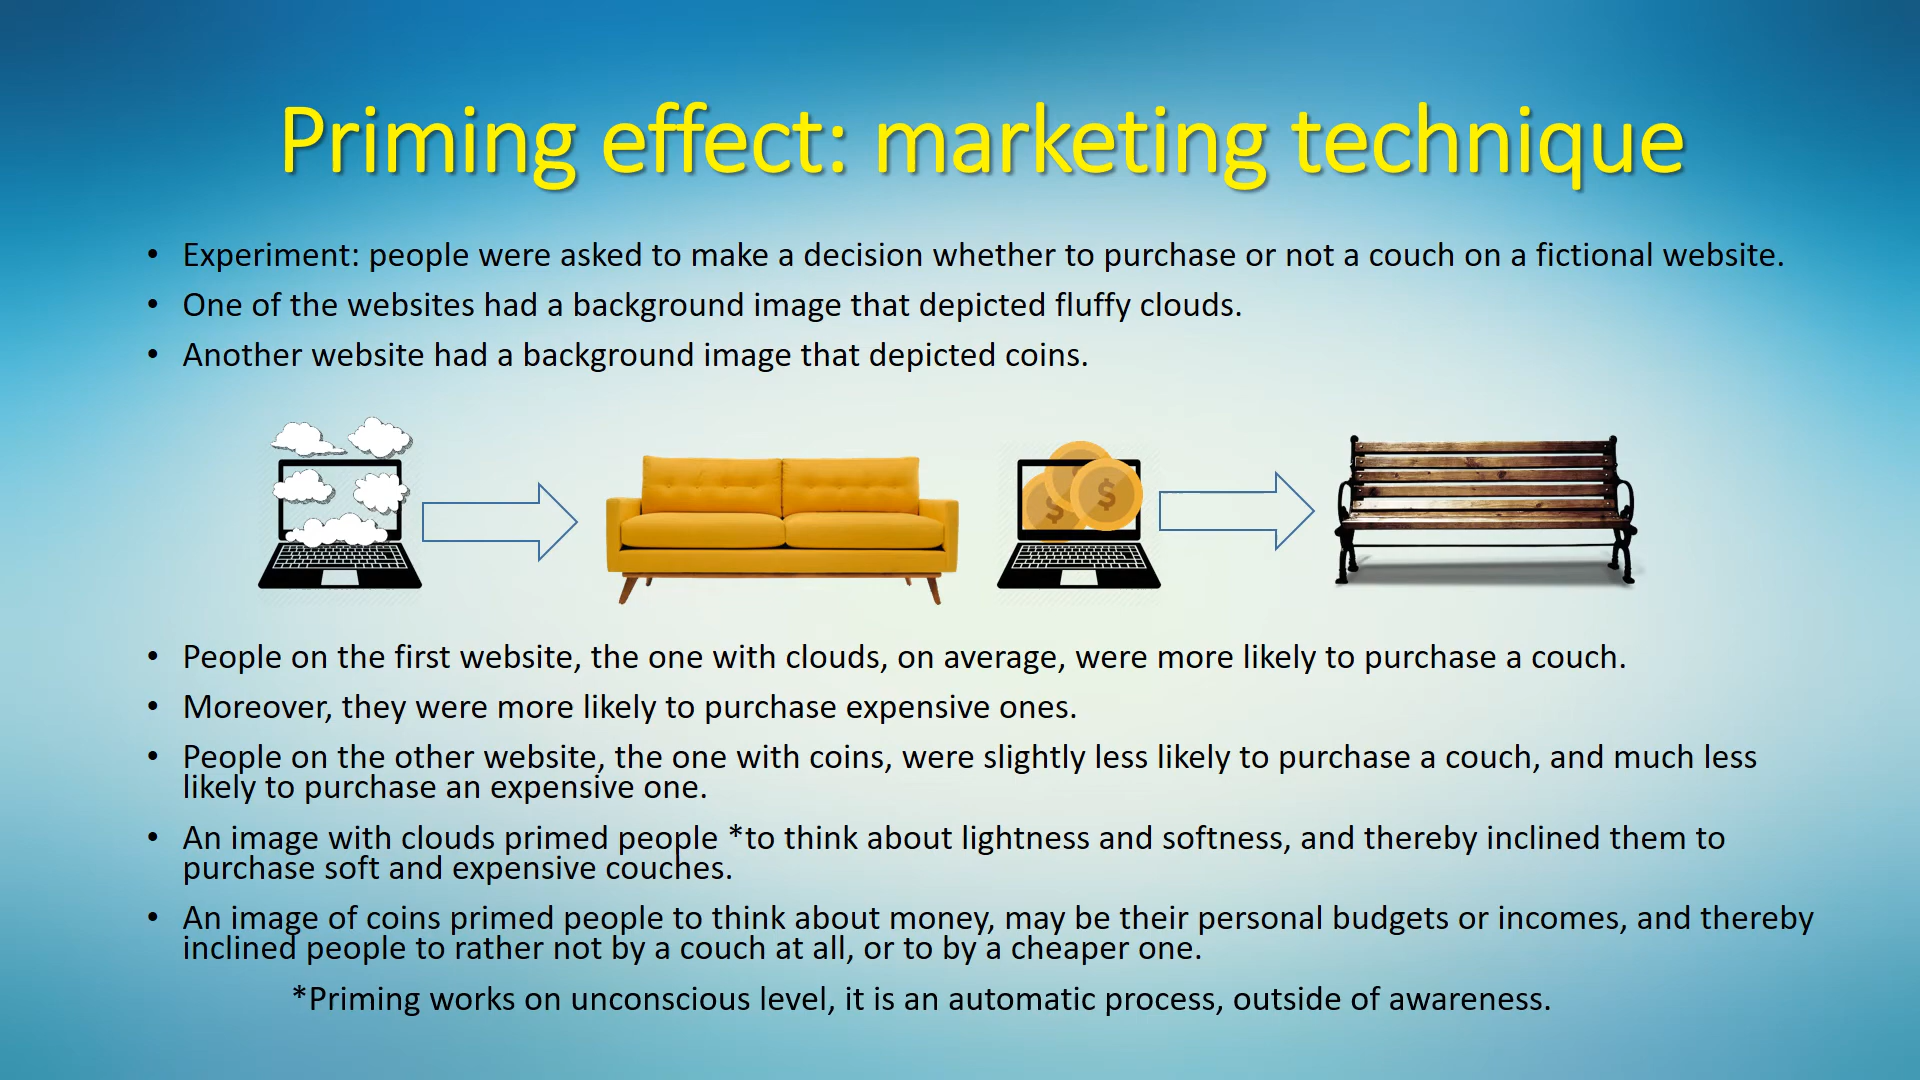 Priming effect: marketing technique
• Experiment: people were asked to make a decision whether to purchase or not a couch on a fictional website.
• One of the websites had a background image that depicted fluffy clouds.
• Another website had a background image that depicted coins.
$ $
• People on the first website, the one with clouds, on average, were more likely to purchase a couch.
• Moreover, they were more likely to purchase expensive ones.
• People on the other website, the one with coins, were slightly less likely to purchase a couch, and much less
likely to purchase an expensive one.
• An image with clouds primed people *to think about lightness and softness, and thereby inclined them to
purchase soft and expensive couches.
• An image of coins primed people to think about money, may be their personal budgets or incomes, and thereby
inclined people to rather not by a couch at all, or to by a cheaper one.
*Priming works on unconscious level, it is an automatic process, outside of awareness.